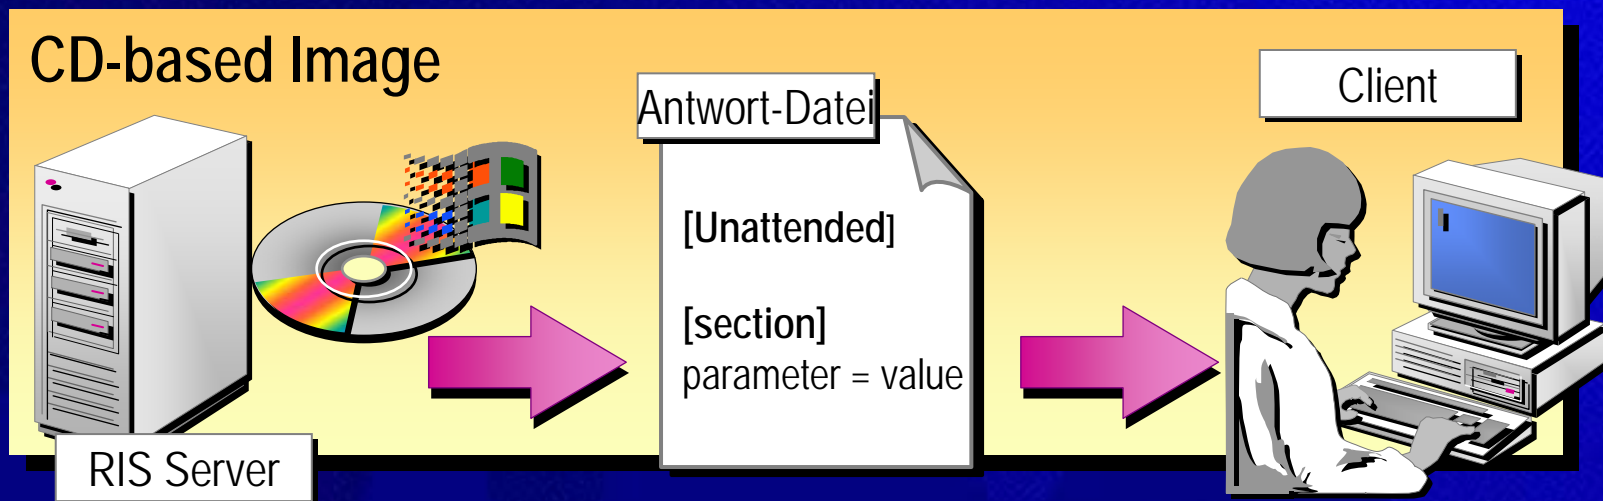 CD-based Image
Antwort-Datei
Client
[Unattended]
[section]
parameter = value
RIS Server